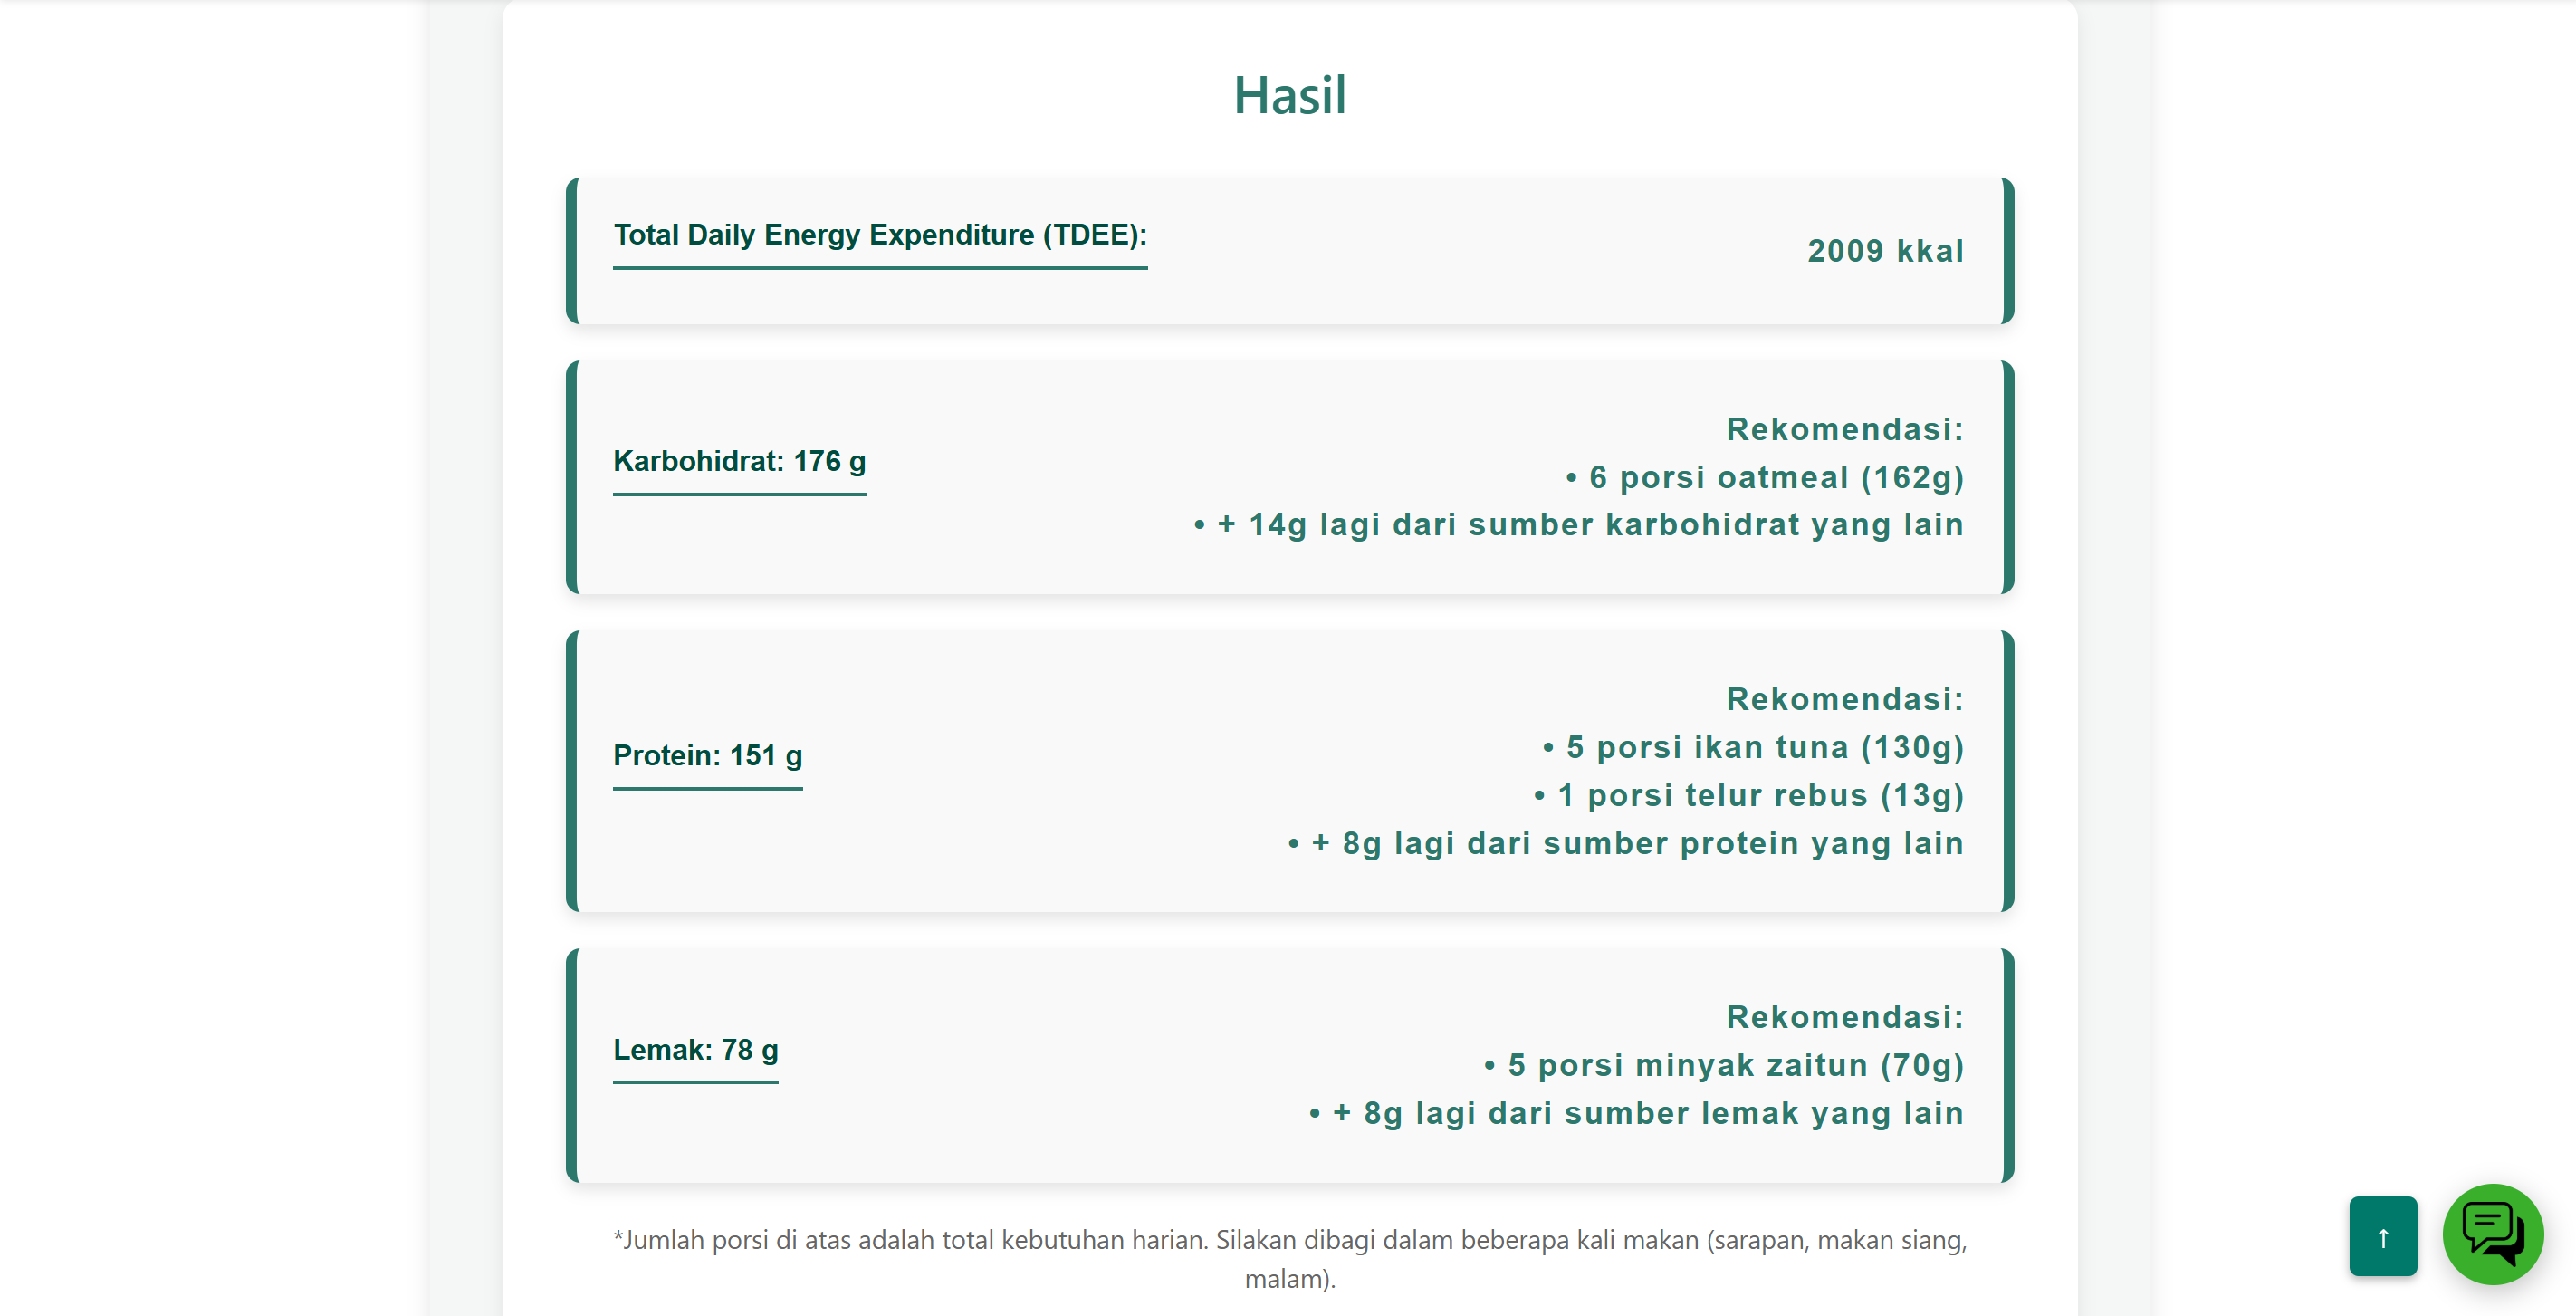 Hasil
Total Daily Energy Expenditure (TDEE):
2009 kkal
Karbohidrat: 176 g
Rekomendasi:
• 6 porsi oatmeal (162g)
• + 14g lagi dari sumber karbohidrat yang lain
Protein: 151 g
Rekomendasi:
• 5 porsi ikan tuna (130g)
• 1 porsi telur rebus (13g)
• + 8g lagi dari sumber protein yang lain
Lemak: 78 g
Rekomendasi:
• 5 porsi minyak zaitun (70g)
• + 8g lagi dari sumber lemak yang lain
*Jumlah porsi di atas adalah total kebutuhan harian. Silakan dibagi dalam beberapa kali makan (sarapan, makan siang,
malam).
↑